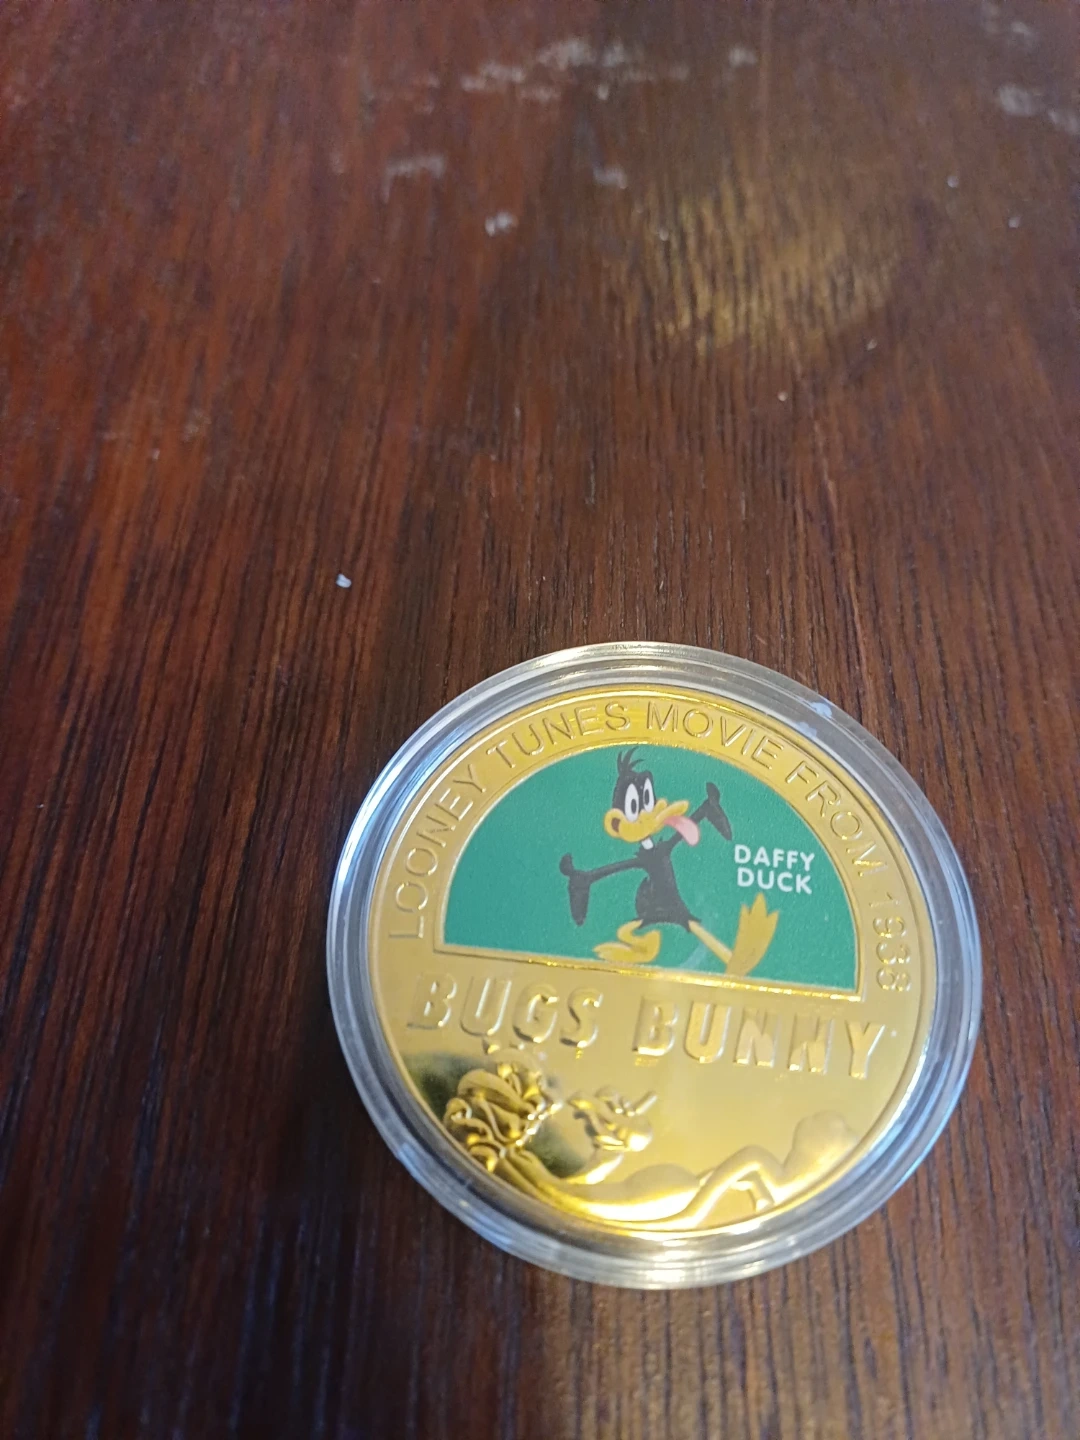 LOONEY TUNES MOVIE FROM 1938
DAFFY
DUCK
BUGS BUNNY